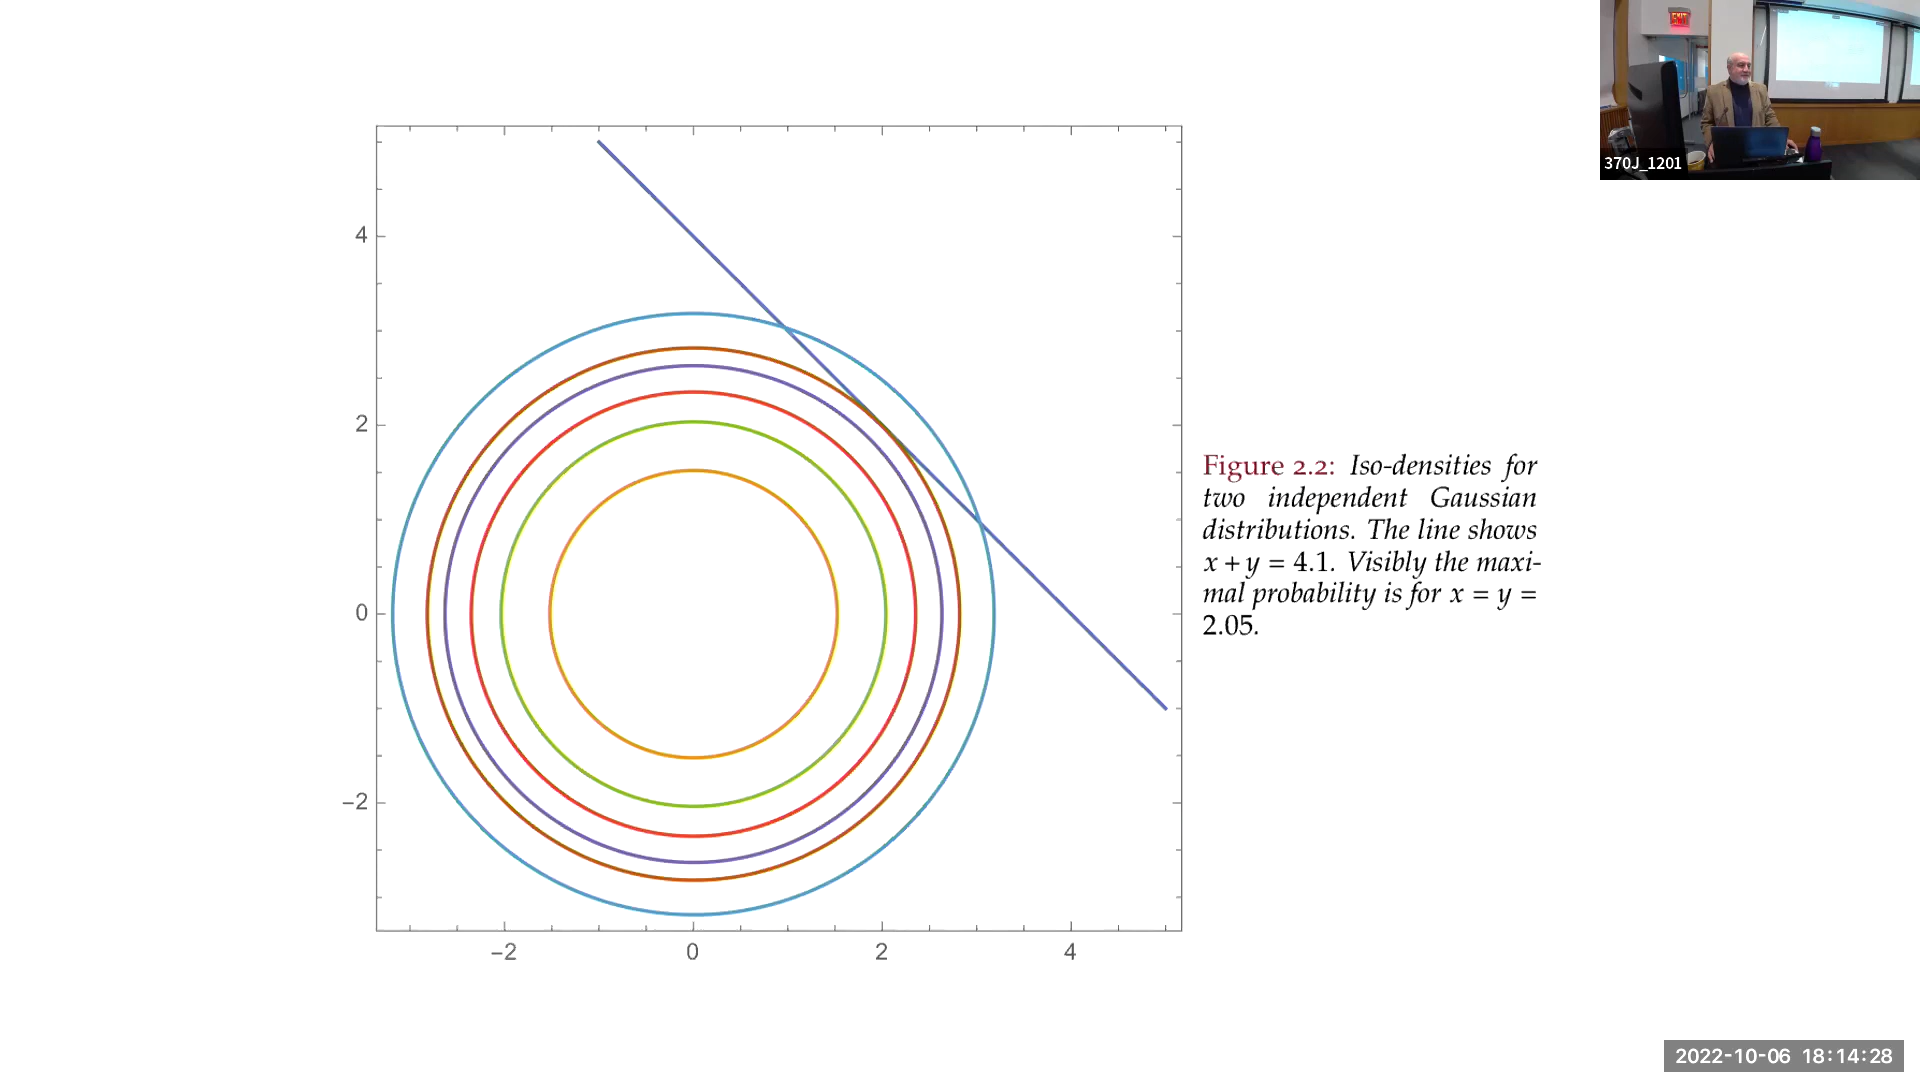 EXIT
370J_1201
4
2
0
−2
−2
0
2
4
Figure 2.2: Iso-densities for
two independent Gaussian
distributions. The line shows
x + y = 4.1. Visibly the maxi-
mal probability is for x = y =
2.05.
2022-10-06 18:14:28